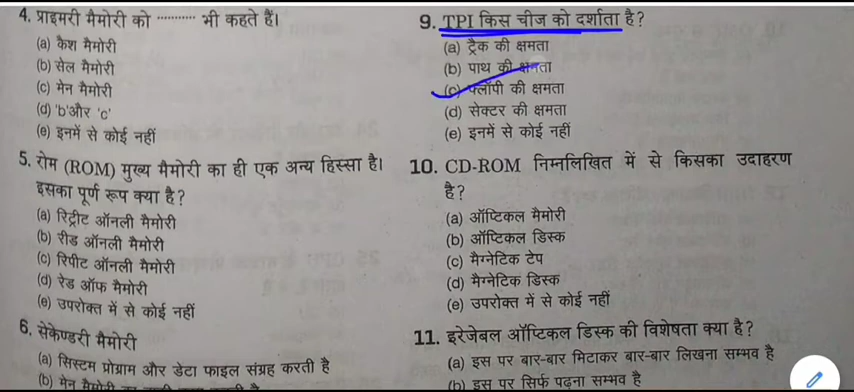 4. प्राइमरी मैमोरी को ........... भी कहते हैं।
(a) कैश मैमोरी
(b) सेल मैमोरी
(c) मेन मैमोरी
(d) 'b'और 'c'
(e) इनमें से कोई नहीं
5. रोम (ROM) मुख्य मैमोरी का ही एक अन्य हिस्सा है।
इसका पूर्ण रूप क्या है?
(a) रिट्रीट ऑनली मैमोरी
(b) रीड ऑनली मैमोरी
(c) रिपीट ऑनली मैमोरी
(d) रेड ऑफ मैमोरी
(e) उपरोक्त में से कोई नहीं
6. सेकेण्डरी मैमोरी
(a) सिस्टम प्रोग्राम और डेटा फाइल संग्रह करती है
(b) मेन मैमोरी
9. TPI किस चीज को दर्शाता है?
(a) ट्रैक की क्षमता
(b) पाथ की क्षमता
(c) फ्लॉपी की क्षमता
(d) सेक्टर की क्षमता
(e) इनमें से कोई नहीं
10. CD-ROM निम्नलिखित में से किसका उदाहरण
है?
(a) ऑप्टिकल मैमोरी
(b) ऑप्टिकल डिस्क
(c) मैग्नेटिक टेप
(d) मैग्नेटिक डिस्क
(e) उपरोक्त में से कोई नहीं
11. इरेजेबल ऑप्टिकल डिस्क की विशेषता क्या है?
(a) इस पर बार-बार मिटाकर बार-बार लिखना सम्भव है
(b) इस पर सिर्फ पढ़ना सम्भव है